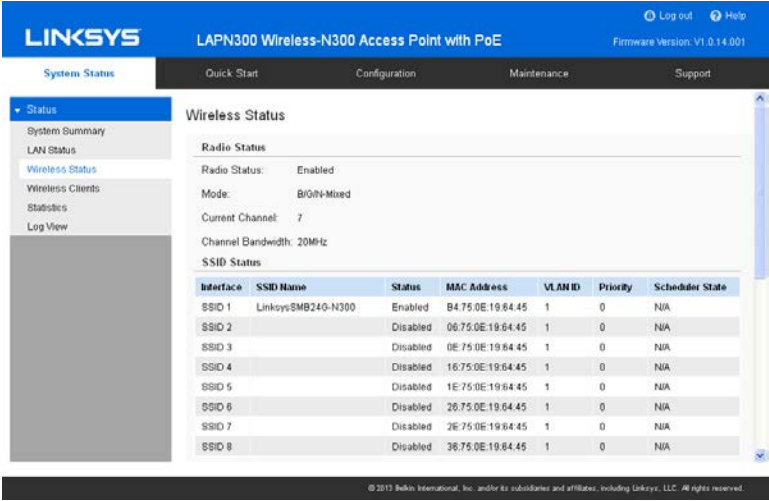 Log out Help
LINKSYS LAPN300 Wireless-N300 Access Point with PoE Firmware Version: V1.0.14.001
System Status Quick Start Configuration Maintenance Support
Status
System Summary
LAN Status
Wireless Status
Wireless Clients
Statistics
Log View
Wireless Status
Radio Status
Radio Status: Enabled
Mode: B/G/N-Mixed
Current Channel: 7
Channel Bandwidth: 20MHz
SSID Status
Interface SSID Name Status MAC Address VLAN ID Priority Scheduler State
SSID 1 LinksysSMB24G-N300 Enabled B4:75:0E:19:64:45 1 0 N/A
SSID 2 Disabled 06:75:0E:19:64:45 1 0 N/A
SSID 3 Disabled 0E:75:0E:19:64:45 1 0 N/A
SSID 4 Disabled 16:75:0E:19:64:45 1 0 N/A
SSID 5 Disabled 1E:75:0E:19:64:45 1 0 N/A
SSID 6 Disabled 26:75:0E:19:64:45 1 0 N/A
SSID 7 Disabled 2E:75:0E:19:64:45 1 0 N/A
SSID 8 Disabled 36:75:0E:19:64:45 1 0 N/A
© 2013 Belkin International, Inc. and/or its subsidiaries and affiliates, including Linksys, LLC. All rights reserved.